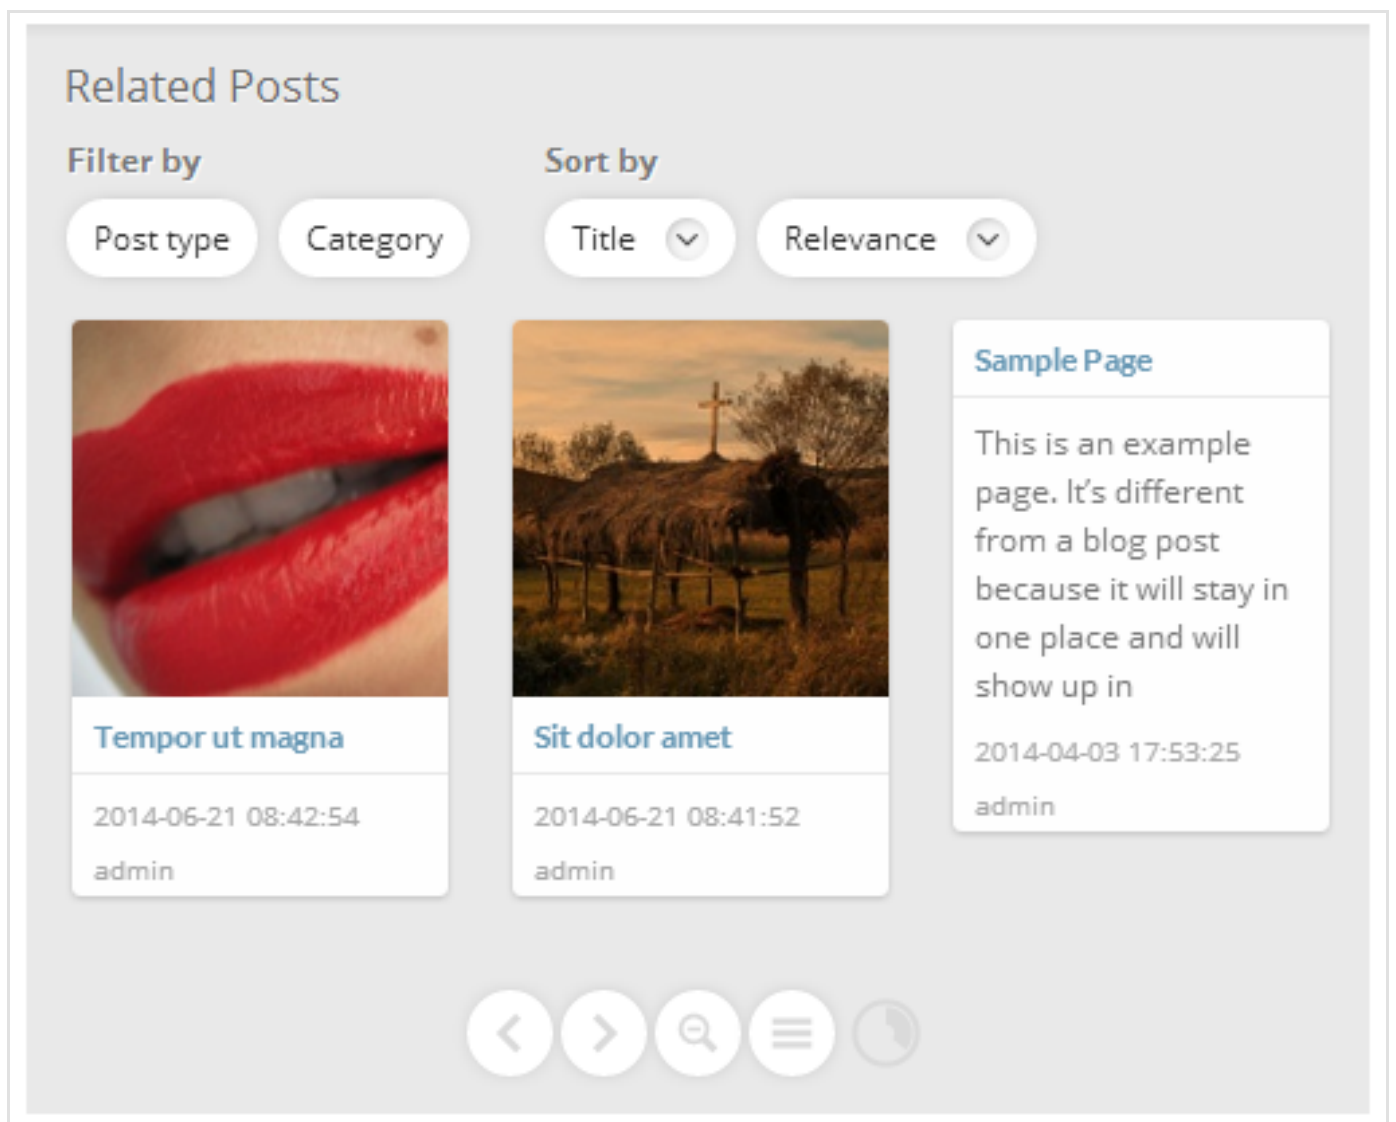 Related Posts
Filter by
Sort by
Post type
Category
Title
Relevance
Tempor ut magna
2014-06-21 08:42:54
admin
Sit dolor amet
2014-06-21 08:41:52
admin
Sample Page
This is an example
page. It’s different
from a blog post
because it will stay in
one place and will
show up in
2014-04-03 17:53:25
admin